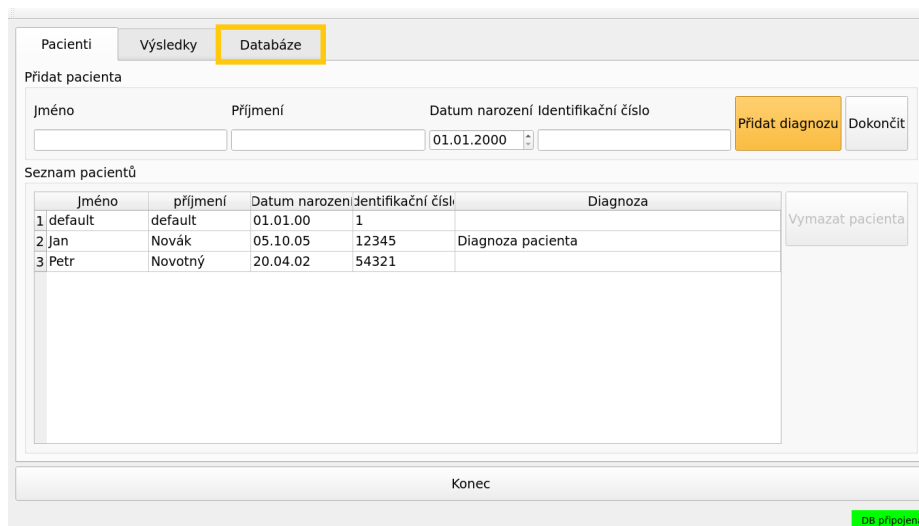 Pacienti Výsledky Databáze
Přidat pacienta
Jméno Příjmení Datum narození Identifikační číslo
Přidat diagnozu Dokončit
01.01.2000
Seznam pacientů
Jméno příjmení Datum narození dentifikační čísl Diagnoza
Vymazat pacienta
1 default default 01.01.00 1
2 Jan Novák 05.10.05 12345 Diagnoza pacienta
3 Petr Novotný 20.04.02 54321
Konec
DB připojen